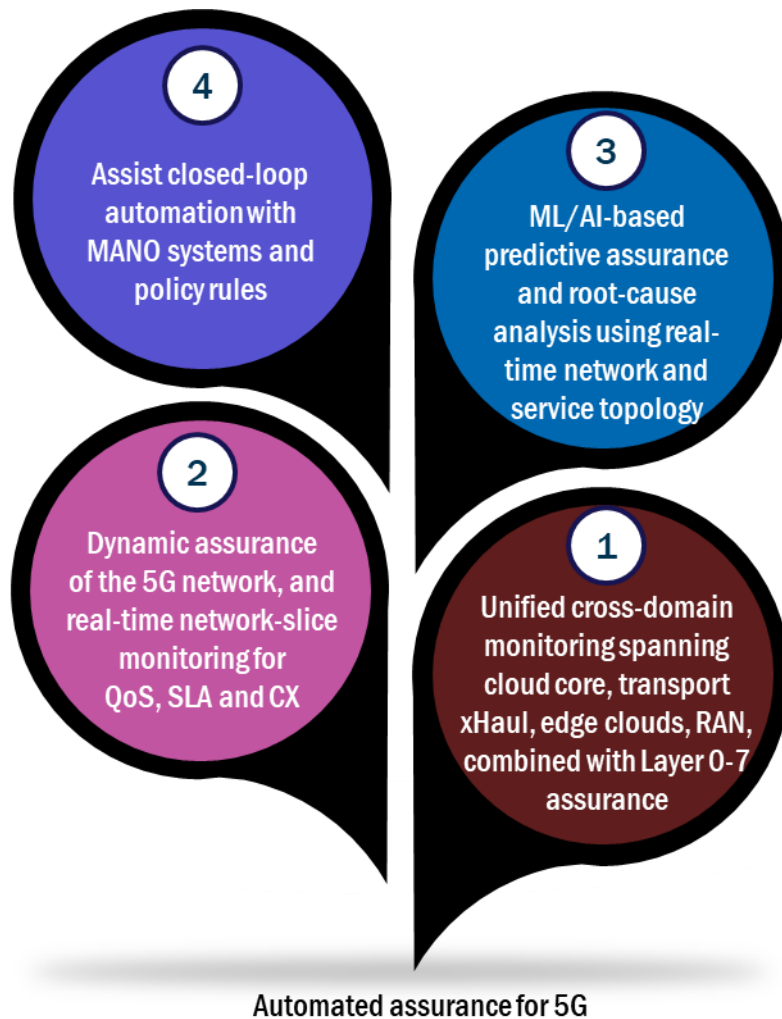 4
Assist closed-loop
automation with
MANO systems and
policy rules
3
ML/AI-based
predictive assurance
and root-cause
analysis using real-
time network and
service topology
2
Dynamic assurance
of the 5G network, and
real-time network-slice
monitoring for
QoS, SLA and CX
1
Unified cross-domain
monitoring spanning
cloud core, transport
xHaul, edge clouds, RAN,
combined with Layer 0-7
assurance
Automated assurance for 5G